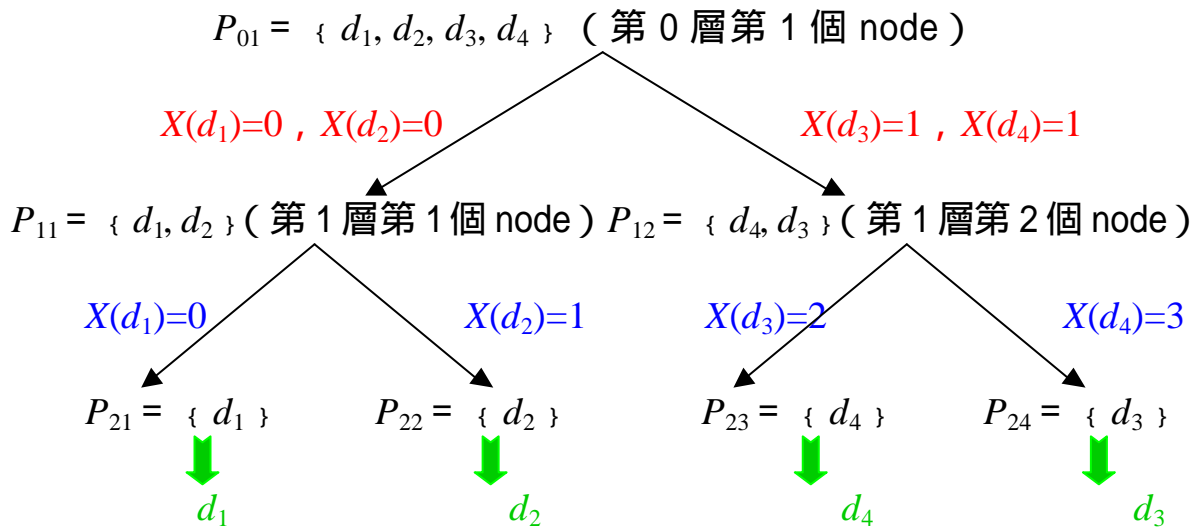 P₀₁ = { d₁, d₂, d₃, d₄ } (第 0 層第 1 個 node)
X(d₁)=0 , X(d₂)=0 X(d₃)=1 , X(d₄)=1
P₁₁ = { d₁, d₂ } (第 1 層第 1 個 node) P₁₂ = { d₄, d₃ } (第 1 層第 2 個 node)
X(d₁)=0 X(d₂)=1 X(d₃)=2 X(d₄)=3
P₂₁ = { d₁ } P₂₂ = { d₂ } P₂₃ = { d₄ } P₂₄ = { d₃ }
d₁ d₂ d₄ d₃